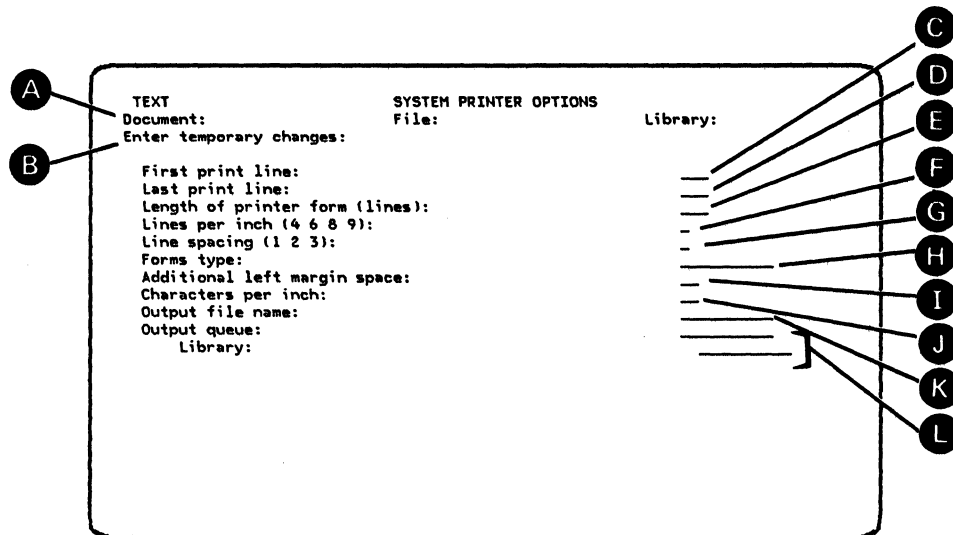 C
D
A
TEXT SYSTEM PRINTER OPTIONS
Document: File: Library:
E
Enter temporary changes:
B
First print line:
F
Last print line:
Length of printer form (lines):
G
Lines per inch (4 6 8 9):
Line spacing (1 2 3):
H
Forms type:
Additional left margin space:
I
Characters per inch:
Output file name:
Output queue:
J
Library:
K
L